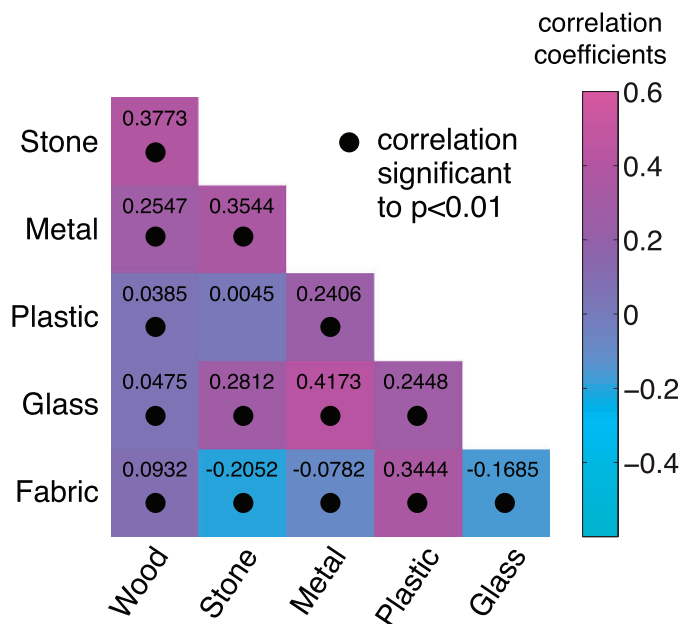 correlation
coefficients
0.6
0.4
0.2
0
−0.2
−0.4
correlation
significant
to p<0.01
Stone
0.3773
Metal
0.2547 0.3544
Plastic
0.0385 0.0045 0.2406
Glass
0.0475 0.2812 0.4173 0.2448
Fabric
0.0932 -0.2052 -0.0782 0.3444 -0.1685
Wood
Stone
Metal
Plastic
Glass